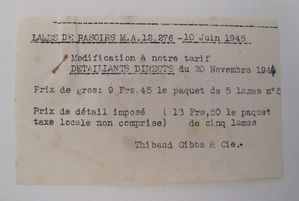 LAMES DE RASOIRS M.A.12.276 -10 Juin 1945
Modification à notre tarif
DETAILLANTS DIRECTS du 20 Novembre 1944
Prix de gros: 9 Frs,45 le paquet de 5 lames n°5
Prix de détail imposé ( 13 Frs,50 le paquet
taxe locale non comprise) de cinq lames
Thibaud Gibbs & Cie.